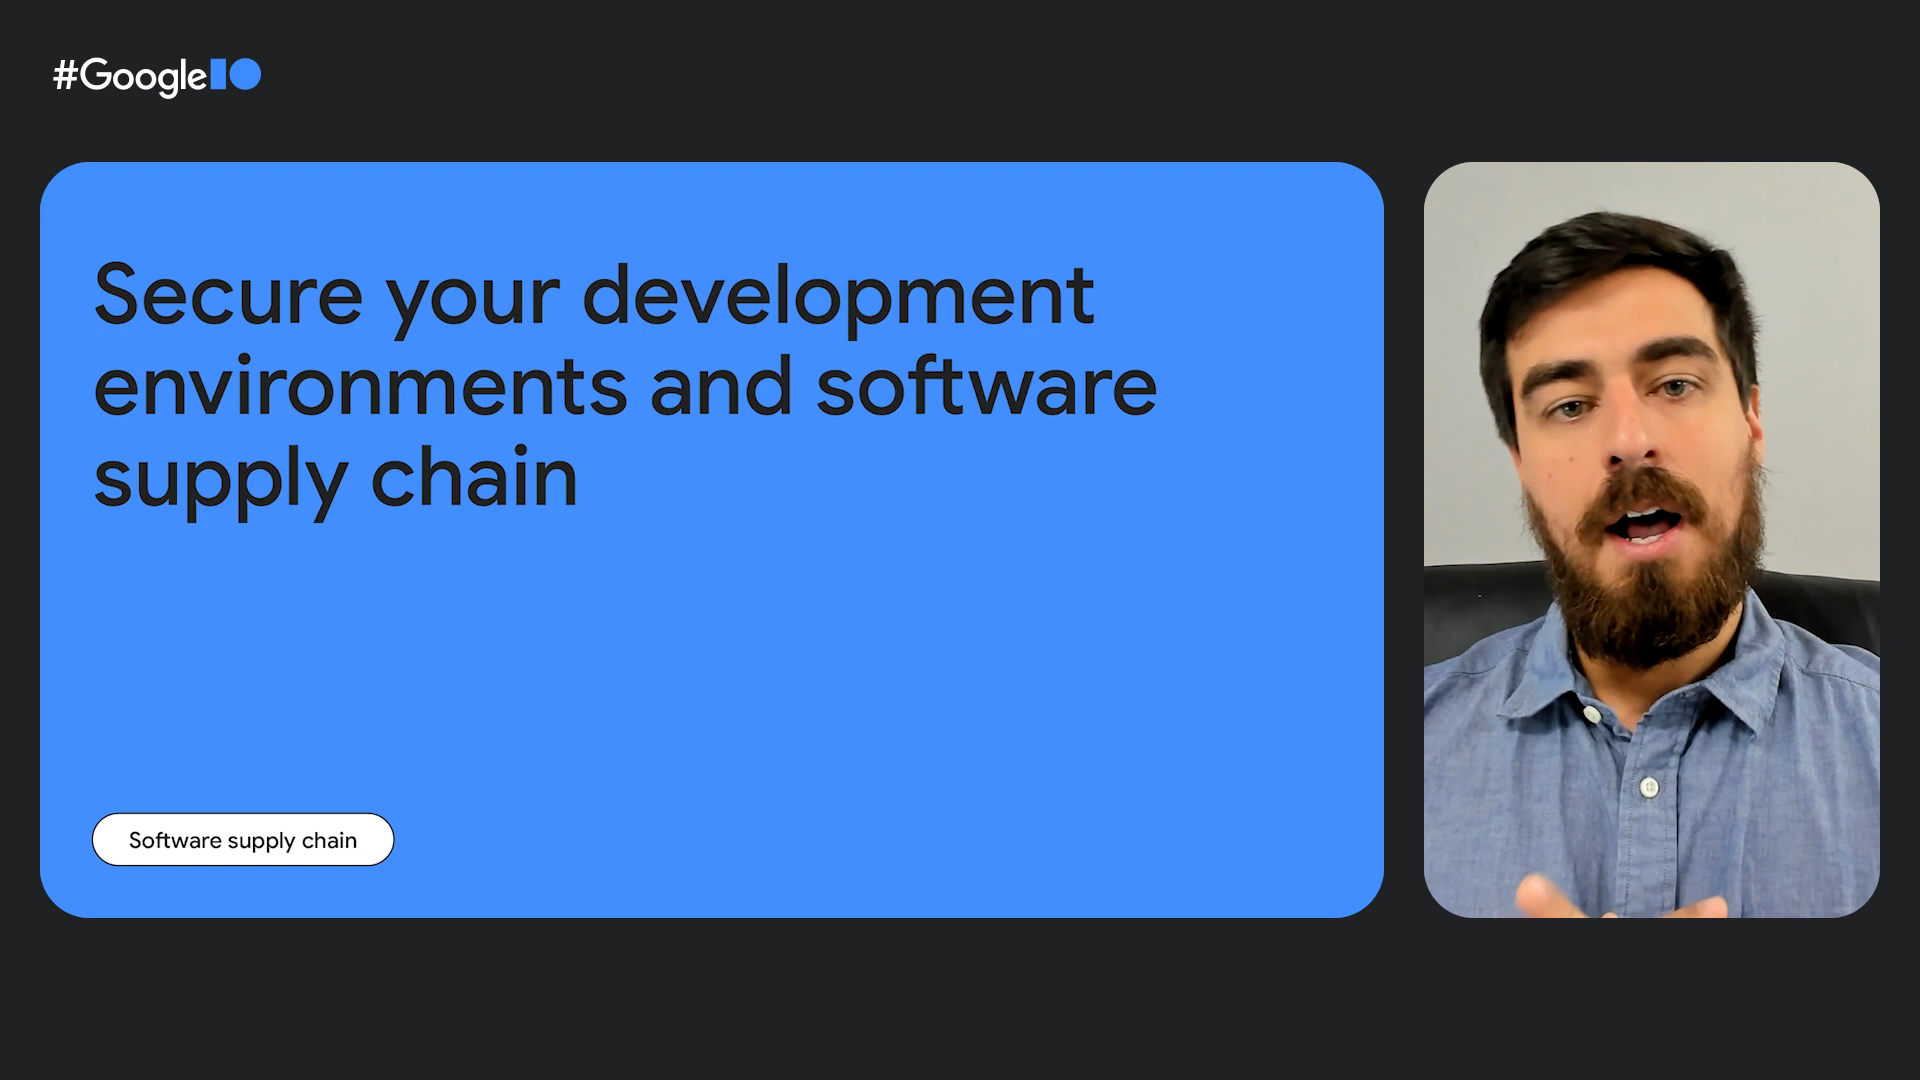 #GoogleIO
Secure your development
environments and software
supply chain
Software supply chain